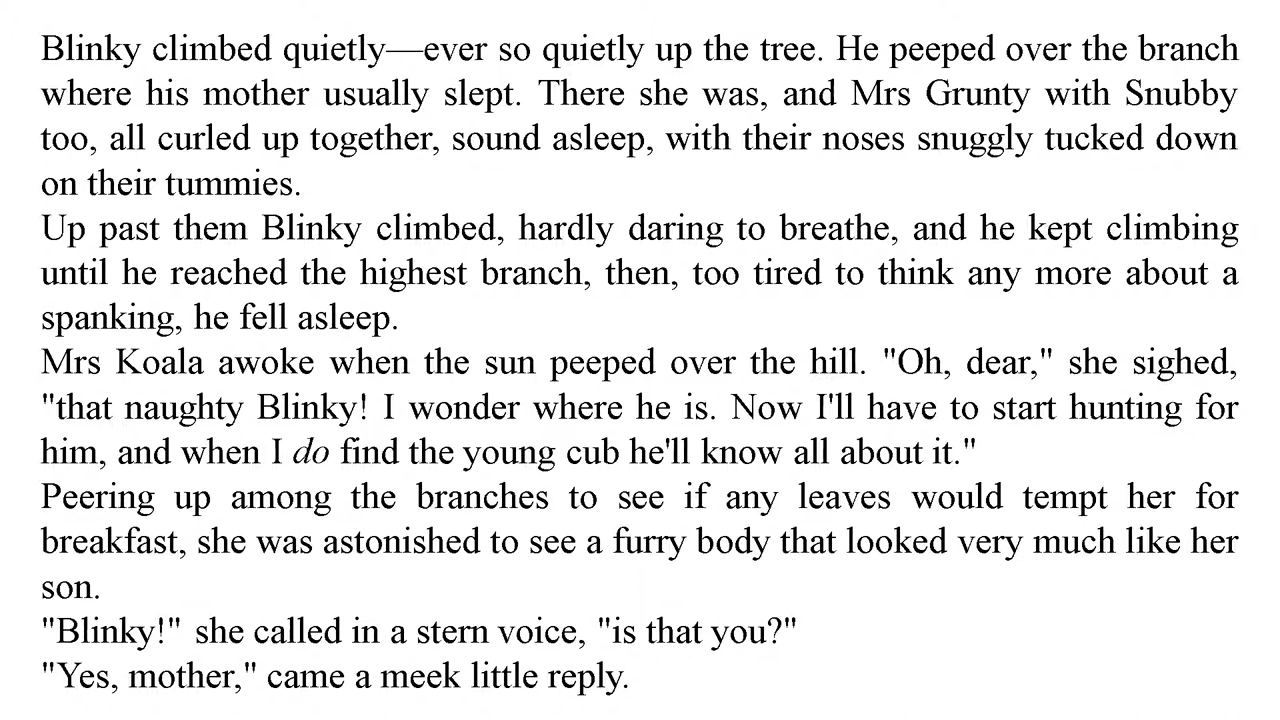 Blinky climbed quietly—ever so quietly up the tree. He peeped over the branch
where his mother usually slept. There she was, and Mrs Grunty with Snubby
too, all curled up together, sound asleep, with their noses snuggly tucked down
on their tummies.
Up past them Blinky climbed, hardly daring to breathe, and he kept climbing
until he reached the highest branch, then, too tired to think any more about a
spanking, he fell asleep.
Mrs Koala awoke when the sun peeped over the hill. "Oh, dear," she sighed,
"that naughty Blinky! I wonder where he is. Now I'll have to start hunting for
him, and when I do find the young cub he'll know all about it."
Peering up among the branches to see if any leaves would tempt her for
breakfast, she was astonished to see a furry body that looked very much like her
son.
"Blinky!" she called in a stern voice, "is that you?"
"Yes, mother," came a meek little reply.